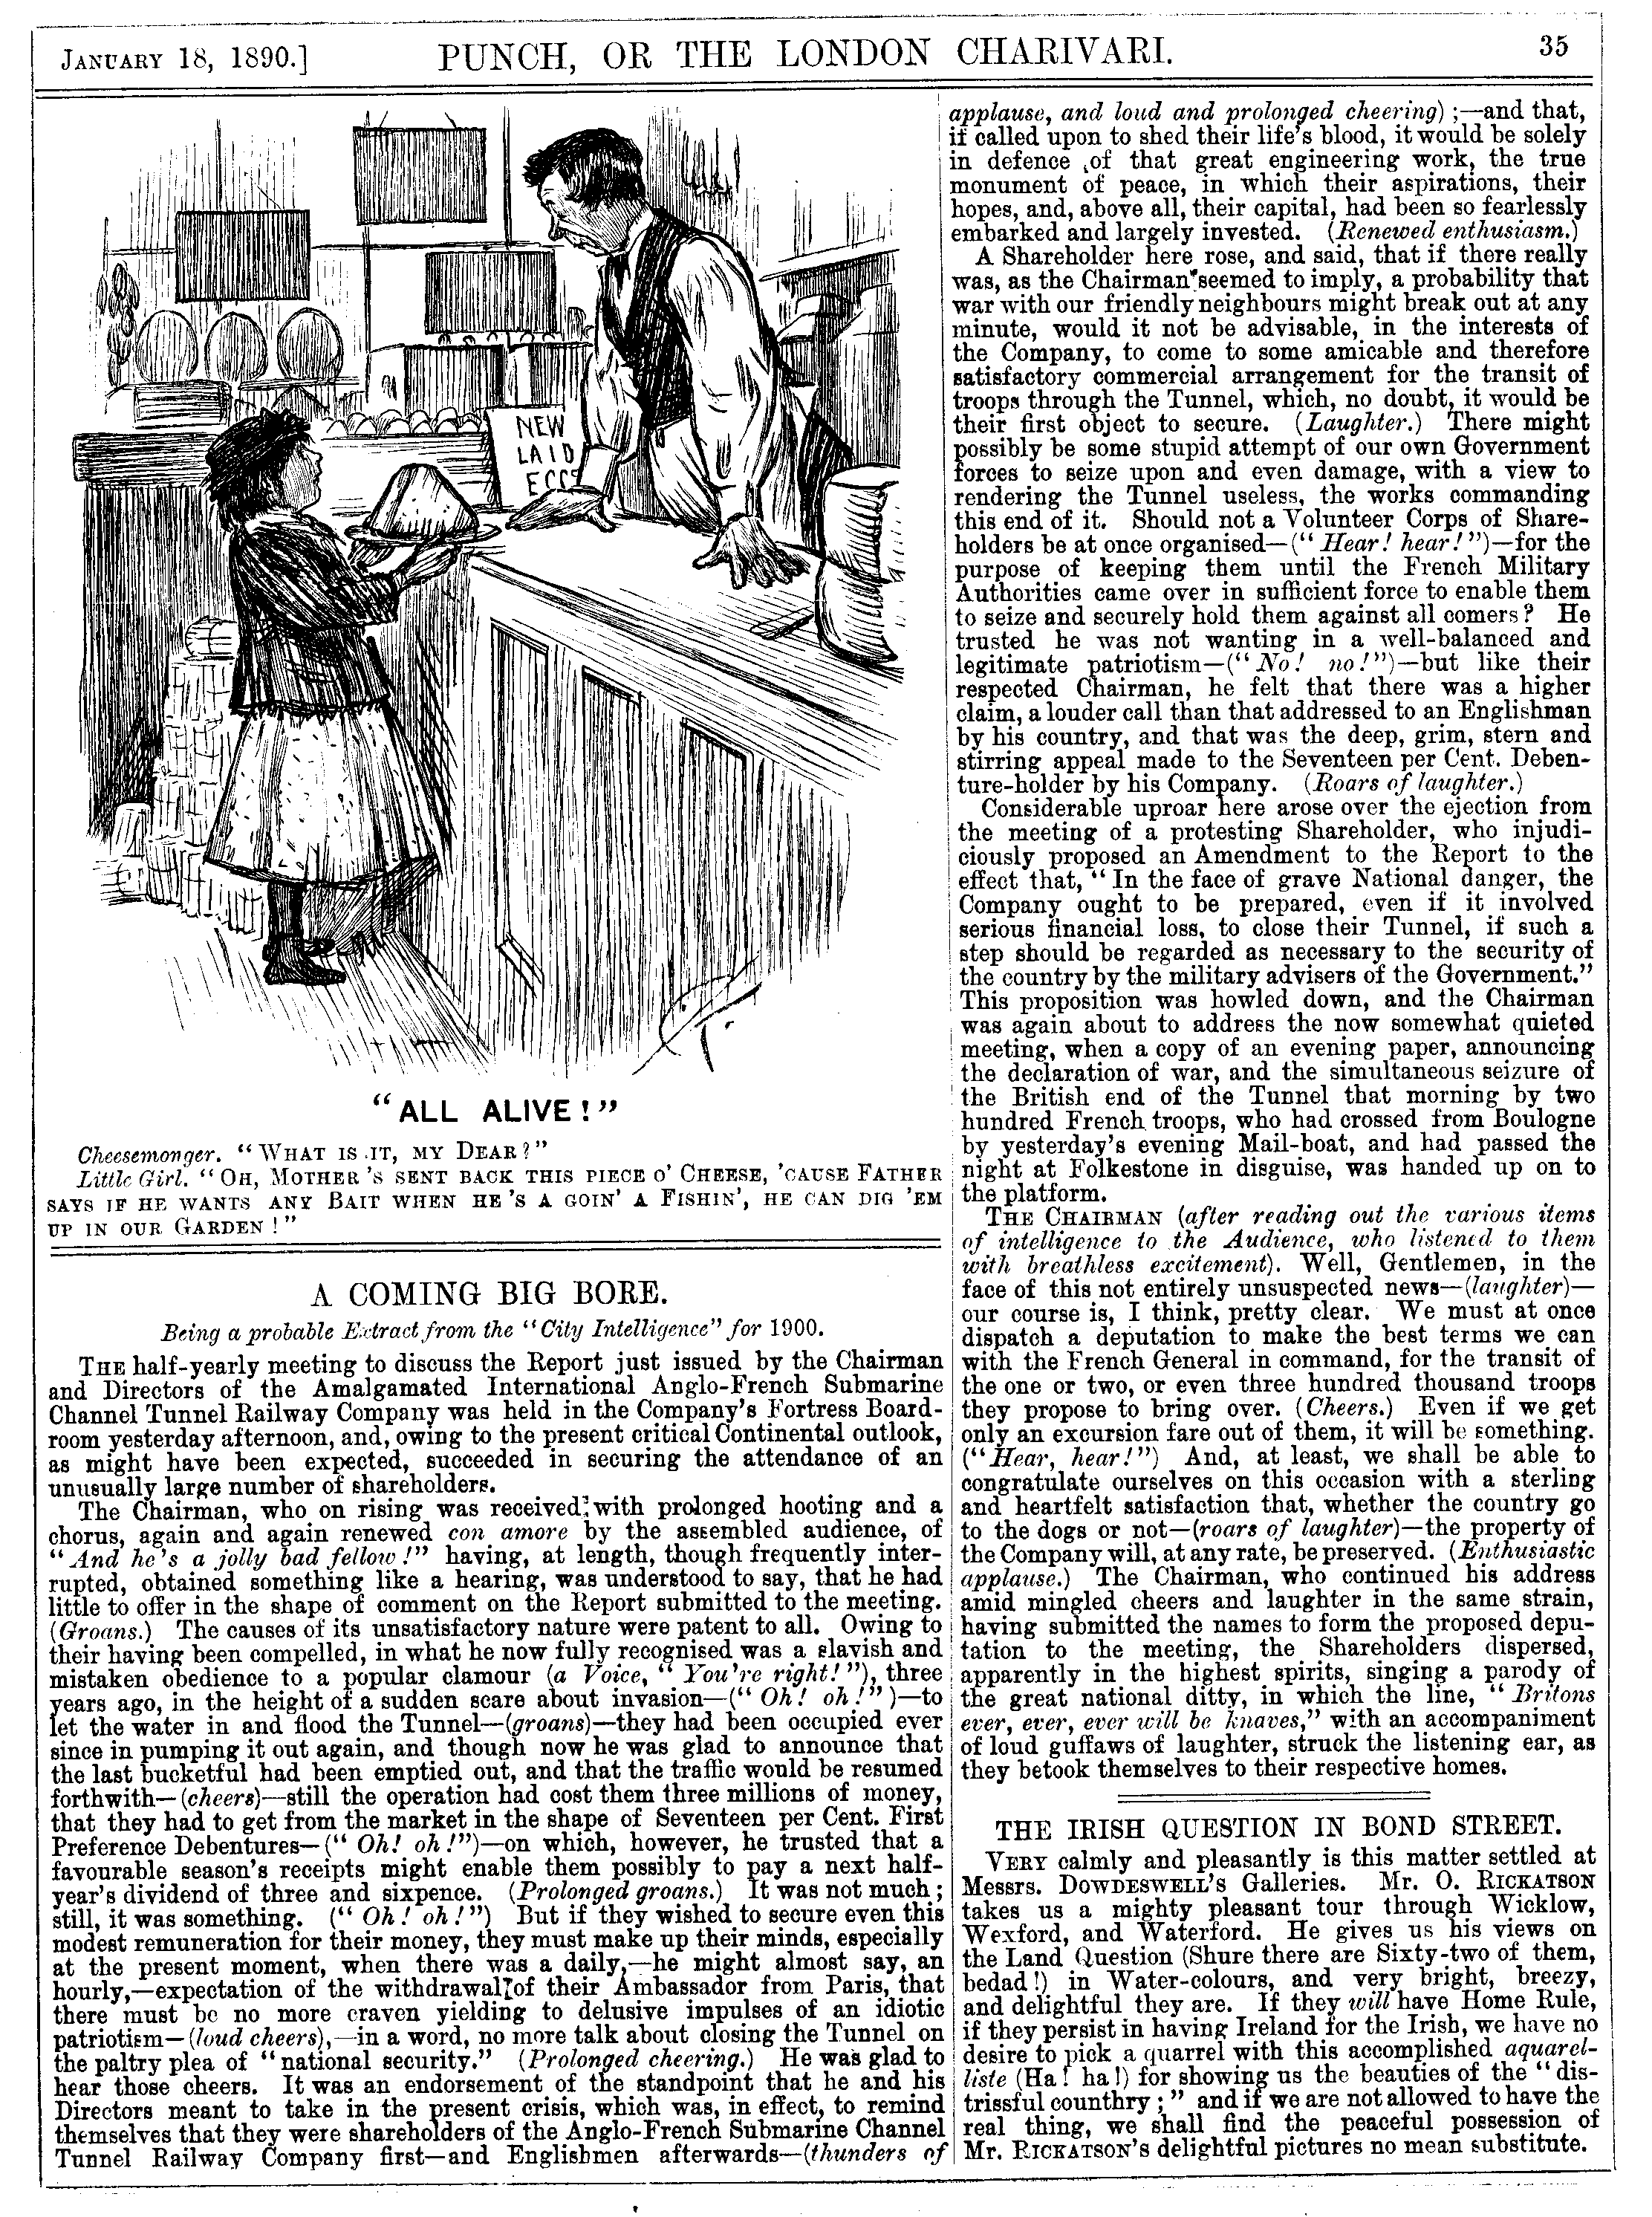 JANUARY 18, 1890.] PUNCH, OR THE LONDON CHARIVARI. 35
NEW
LAID
EGGS
"ALL ALIVE!"
Cheesemonger. "WHAT IS IT, MY DEAR?"
Little Girl. "OH, MOTHER'S SENT BACK THIS PIECE O' CHEESE, 'CAUSE FATHER
SAYS IF HE WANTS ANY BAIT WHEN HE'S A GOIN' A FISHIN', HE CAN DIG 'EM
UP IN OUR GARDEN!"
A COMING BIG BORE.
Being a probable Extract from the "City Intelligence" for 1900.
THE half-yearly meeting to discuss the Report just issued by the Chairman
and Directors of the Amalgamated International Anglo-French Submarine
Channel Tunnel Railway Company was held in the Company's Fortress Board-
room yesterday afternoon, and, owing to the present critical Continental outlook,
as might have been expected, succeeded in securing the attendance of an
unusually large number of shareholders.
The Chairman, who on rising was received with prolonged hooting and a
chorus, again and again renewed con amore by the assembled audience, of
"And he's a jolly bad fellow!" having, at length, though frequently inter-
rupted, obtained something like a hearing, was understood to say, that he had
little to offer in the shape of comment on the Report submitted to the meeting.
(Groans.) The causes of its unsatisfactory nature were patent to all. Owing to
their having been compelled, in what he now fully recognised was a slavish and
mistaken obedience to a popular clamour (a Voice, "You're right!"), three
years ago, in the height of a sudden scare about invasion—("Oh! oh!")—to
let the water in and flood the Tunnel—(groans)—they had been occupied ever
since in pumping it out again, and though now he was glad to announce that
the last bucketful had been emptied out, and that the traffic would be resumed
forthwith—(cheers)—still the operation had cost them three millions of money,
that they had to get from the market in the shape of Seventeen per Cent. First
Preference Debentures—("Oh! oh!")—on which, however, he trusted that a
favourable season's receipts might enable them possibly to pay a next half-
year's dividend of three and sixpence. (Prolonged groans.) It was not much;
still, it was something. ("Oh! oh!") But if they wished to secure even this
modest remuneration for their money, they must make up their minds, especially
at the present moment, when there was a daily,—he might almost say, an
hourly,—expectation of the withdrawal of their Ambassador from Paris, that
there must be no more craven yielding to delusive impulses of an idiotic
patriotism—(loud cheers),—in a word, no more talk about closing the Tunnel on
the paltry plea of "national security." (Prolonged cheering.) He was glad to
hear those cheers. It was an endorsement of the standpoint that he and his
Directors meant to take in the present crisis, which was, in effect, to remind
themselves that they were shareholders of the Anglo-French Submarine Channel
Tunnel Railway Company first—and Englishmen afterwards—(thunders of
applause, and loud and prolonged cheering);—and that,
if called upon to shed their life's blood, it would be solely
in defence of that great engineering work, the true
monument of peace, in which their aspirations, their
hopes, and, above all, their capital, had been so fearlessly
embarked and largely invested. (Renewed enthusiasm.)
A Shareholder here rose, and said, that if there really
was, as the Chairman seemed to imply, a probability that
war with our friendly neighbours might break out at any
minute, would it not be advisable, in the interests of
the Company, to come to some amicable and therefore
satisfactory commercial arrangement for the transit of
troops through the Tunnel, which, no doubt, it would be
their first object to secure. (Laughter.) There might
possibly be some stupid attempt of our own Government
forces to seize upon and even damage, with a view to
rendering the Tunnel useless, the works commanding
this end of it. Should not a Volunteer Corps of Share-
holders be at once organised—("Hear! hear!")—for the
purpose of keeping them until the French Military
Authorities came over in sufficient force to enable them
to seize and securely hold them against all comers? He
trusted he was not wanting in a well-balanced and
legitimate patriotism—("No! no!")—but like their
respected Chairman, he felt that there was a higher
claim, a louder call than that addressed to an Englishman
by his country, and that was the deep, grim, stern and
stirring appeal made to the Seventeen per Cent. Deben-
ture-holder by his Company. (Roars of laughter.)
Considerable uproar here arose over the ejection from
the meeting of a protesting Shareholder, who injudi-
ciously proposed an Amendment to the Report to the
effect that, "In the face of grave National danger, the
Company ought to be prepared, even if it involved
serious financial loss, to close their Tunnel, if such a
step should be regarded as necessary to the security of
the country by the military advisers of the Government."
This proposition was howled down, and the Chairman
was again about to address the now somewhat quieted
meeting, when a copy of an evening paper, announcing
the declaration of war, and the simultaneous seizure of
the British end of the Tunnel that morning by two
hundred French troops, who had crossed from Boulogne
by yesterday's evening Mail-boat, and had passed the
night at Folkestone in disguise, was handed up on to
the platform.
THE CHAIRMAN (after reading out the various items
of intelligence to the Audience, who listened to them
with breathless excitement). Well, Gentlemen, in the
face of this not entirely unsuspected news—(laughter)—
our course is, I think, pretty clear. We must at once
dispatch a deputation to make the best terms we can
with the French General in command, for the transit of
the one or two, or even three hundred thousand troops
they propose to bring over. (Cheers.) Even if we get
only an excursion fare out of them, it will be something.
("Hear, hear!") And, at least, we shall be able to
congratulate ourselves on this occasion with a sterling
and heartfelt satisfaction that, whether the country go
to the dogs or not—(roars of laughter)—the property of
the Company will, at any rate, be preserved. (Enthusiastic
applause.) The Chairman, who continued his address
amid mingled cheers and laughter in the same strain,
having submitted the names to form the proposed depu-
tation to the meeting, the Shareholders dispersed,
apparently in the highest spirits, singing a parody of
the great national ditty, in which the line, "Britons
ever, ever, ever will be knaves," with an accompaniment
of loud guffaws of laughter, struck the listening ear, as
they betook themselves to their respective homes.
THE IRISH QUESTION IN BOND STREET.
VERY calmly and pleasantly is this matter settled at
Messrs. DOWDESWELL'S Galleries. Mr. O. RICKATSON
takes us a mighty pleasant tour through Wicklow,
Wexford, and Waterford. He gives us his views on
the Land Question (Shure there are Sixty-two of them,
bedad!) in Water-colours, and very bright, breezy,
and delightful they are. If they will have Home Rule,
if they persist in having Ireland for the Irish, we have no
desire to pick a quarrel with this accomplished aquarel-
liste (Ha! ha!) for showing us the beauties of the "dis-
trissful counthry;" and if we are not allowed to have the
real thing, we shall find the peaceful possession of
Mr. RICKATSON'S delightful pictures no mean substitute.